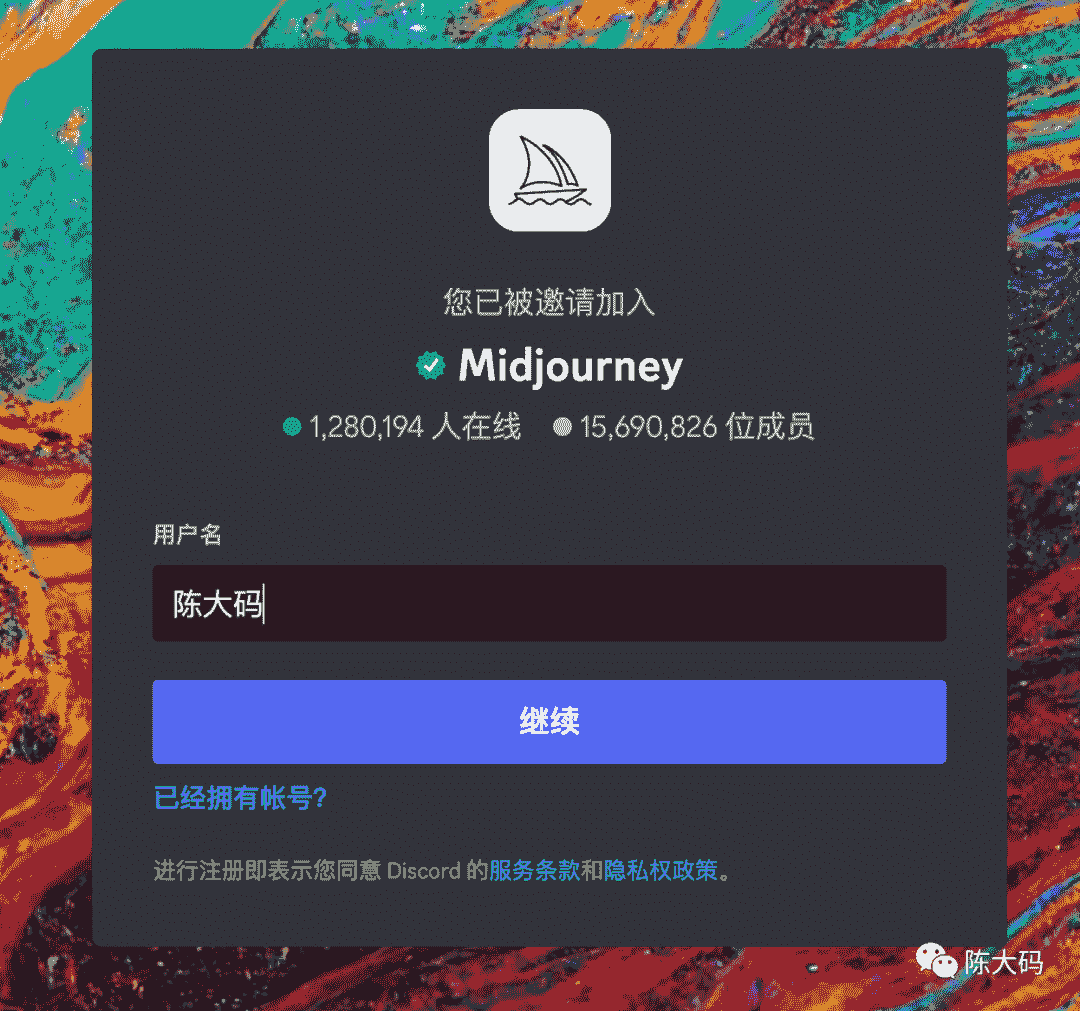 您已被邀请加入
Midjourney
1,280,194 人在线 15,690,826 位成员
用户名
陈大码
继续
已经拥有帐号?
进行注册即表示您同意 Discord 的服务条款和隐私权政策。
陈大码